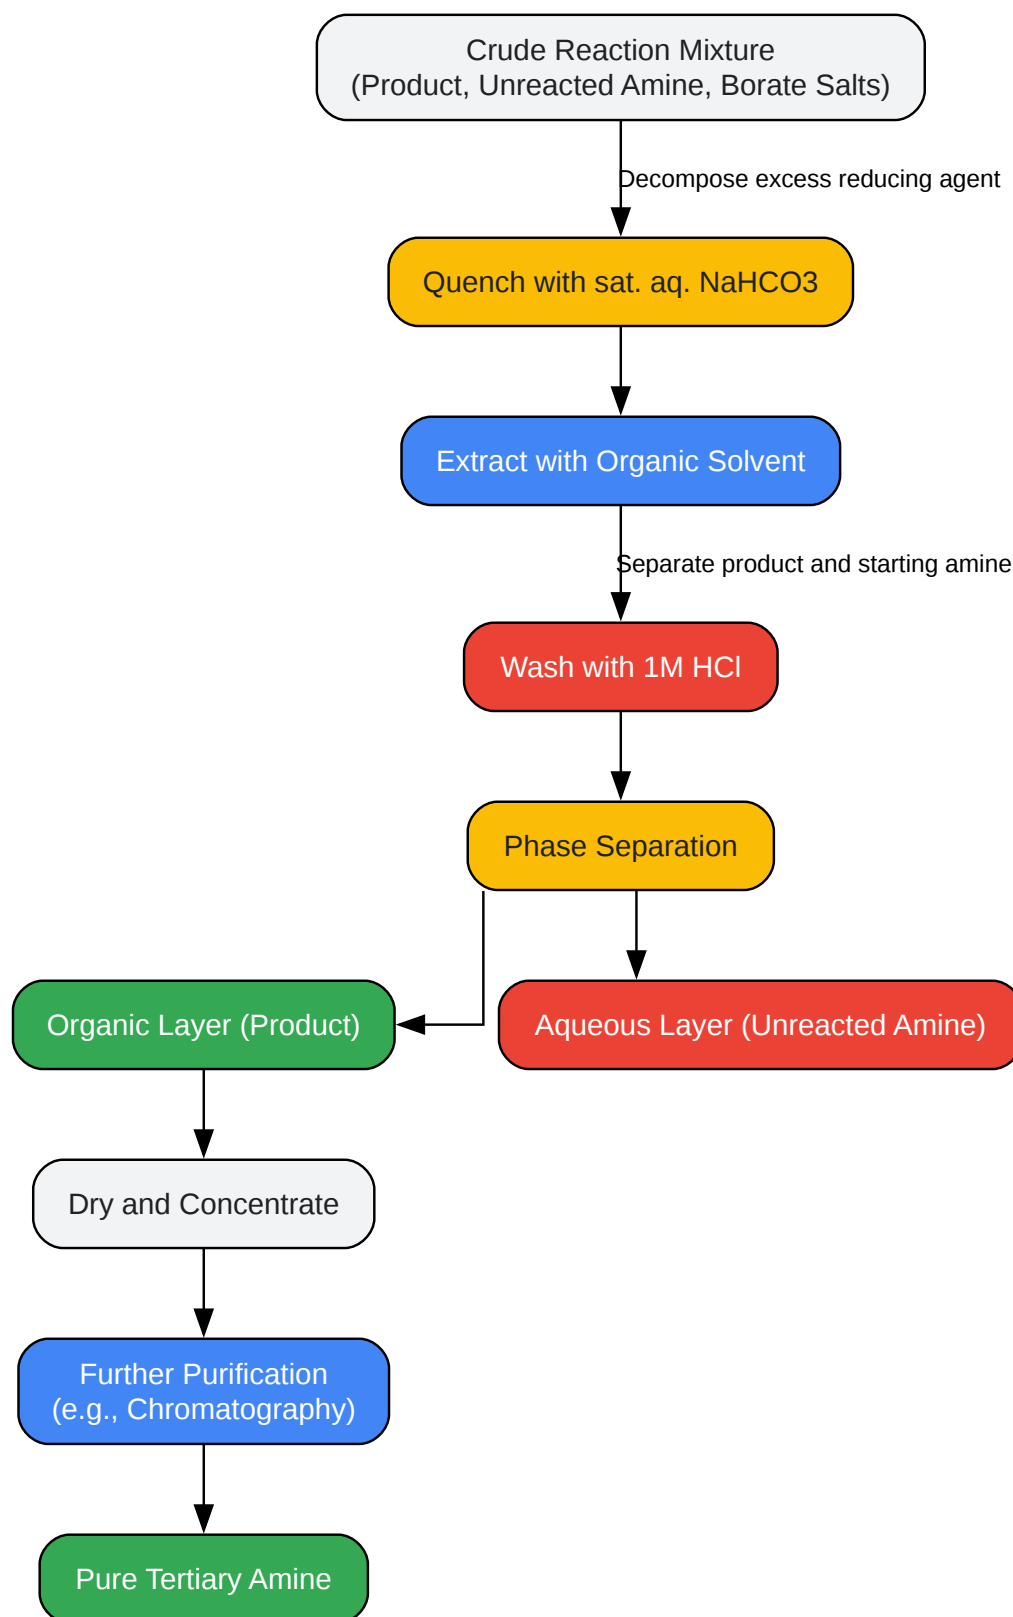 Crude Reaction Mixture
(Product, Unreacted Amine, Borate Salts)
Decompose excess reducing agent
Quench with sat. aq. NaHCO3
Extract with Organic Solvent
Separate product and starting amine
Wash with 1M HCl
Phase Separation
Organic Layer (Product)
Aqueous Layer (Unreacted Amine)
Dry and Concentrate
Further Purification
(e.g., Chromatography)
Pure Tertiary Amine